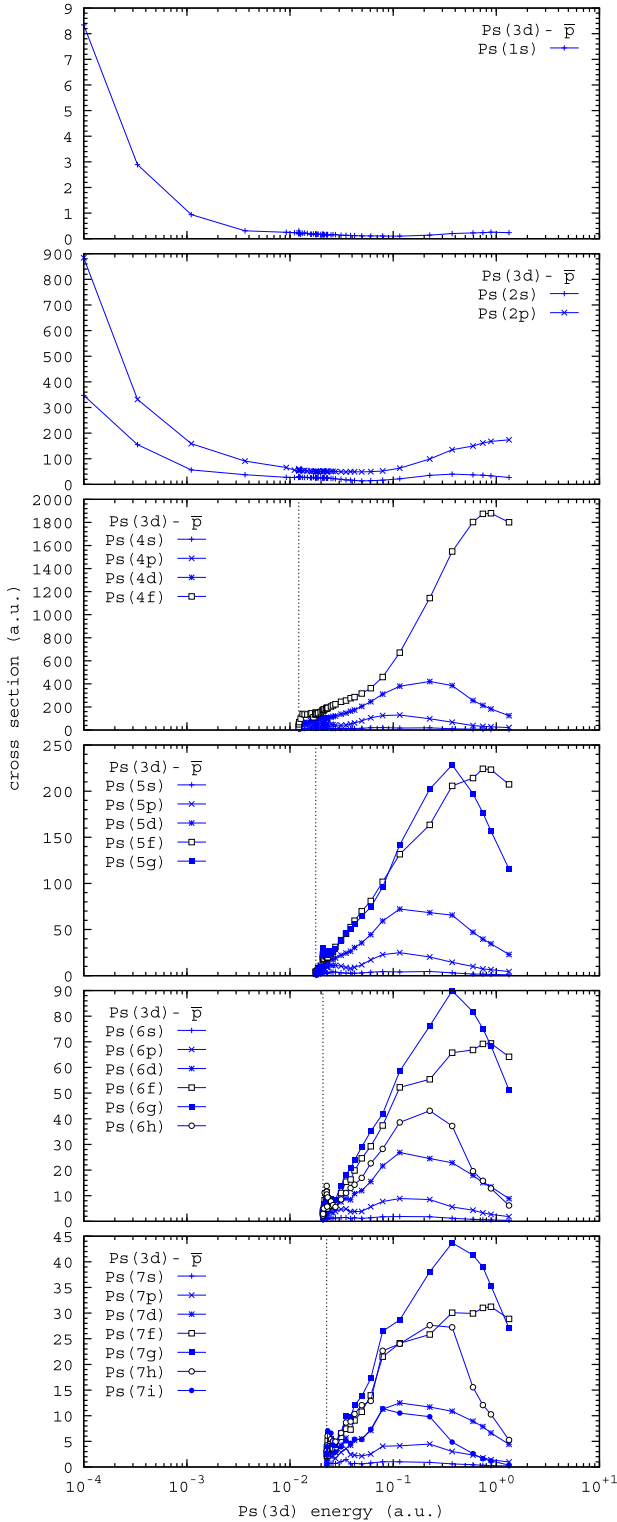 Ps(3d)- p̅
Ps(1s)
9
8
7
6
5
4
3
2
1
0
Ps(3d)- p̅
Ps(2s)
Ps(2p)
900
800
700
600
500
400
300
200
100
0
Ps(3d)- p̅
Ps(4s)
Ps(4p)
Ps(4d)
Ps(4f)
2000
1800
1600
1400
1200
1000
800
600
400
200
0
cross section (a.u.)
Ps(3d)- p̅
Ps(5s)
Ps(5p)
Ps(5d)
Ps(5f)
Ps(5g)
250
200
150
100
50
0
Ps(3d)- p̅
Ps(6s)
Ps(6p)
Ps(6d)
Ps(6f)
Ps(6g)
Ps(6h)
90
80
70
60
50
40
30
20
10
0
Ps(3d)- p̅
Ps(7s)
Ps(7p)
Ps(7d)
Ps(7f)
Ps(7g)
Ps(7h)
Ps(7i)
45
40
35
30
25
20
15
10
5
0
10⁻⁴ 10⁻³ 10⁻² 10⁻¹ 10⁺⁰ 10⁺¹
Ps(3d) energy (a.u.)